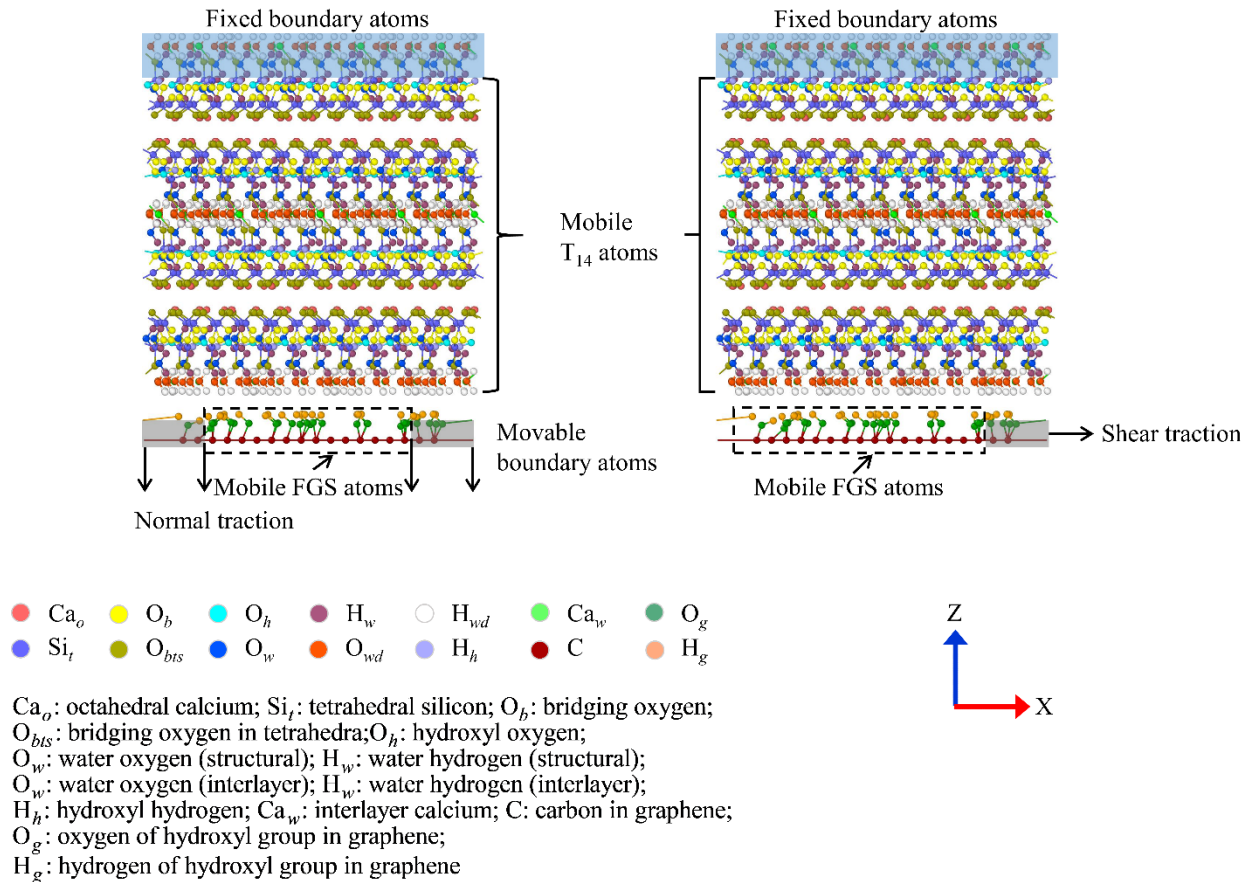 Fixed boundary atoms Fixed boundary atoms
Mobile
T14 atoms
Movable
boundary atoms
Shear traction
Mobile FGS atoms Mobile FGS atoms
Normal traction
Cao Ob Oh Hw Hwd Caw Og
Sit Obts Ow Owd Hh C Hg
Z
X
Cao: octahedral calcium; Sit: tetrahedral silicon; Ob: bridging oxygen;
Obts: bridging oxygen in tetrahedra;Oh: hydroxyl oxygen;
Ow: water oxygen (structural); Hw: water hydrogen (structural);
Ow: water oxygen (interlayer); Hw: water hydrogen (interlayer);
Hh: hydroxyl hydrogen; Caw: interlayer calcium; C: carbon in graphene;
Og: oxygen of hydroxyl group in graphene;
Hg: hydrogen of hydroxyl group in graphene